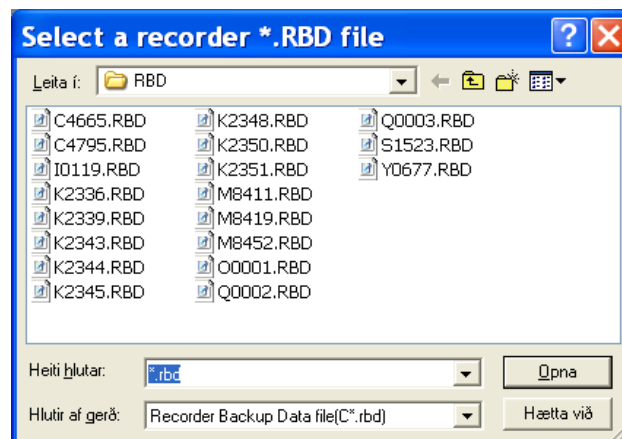 Select a recorder *.RBD file
Leita í: RBD
C4665.RBD K2348.RBD Q0003.RBD
C4795.RBD K2350.RBD S1523.RBD
I0119.RBD K2351.RBD Y0677.RBD
K2336.RBD M8411.RBD
K2339.RBD M8419.RBD
K2343.RBD M8452.RBD
K2344.RBD O0001.RBD
K2345.RBD Q0002.RBD
Heiti hlutar: *.rbd Opna
Hlutir af gerð: Recorder Backup Data file(C*.rbd) Hætta við